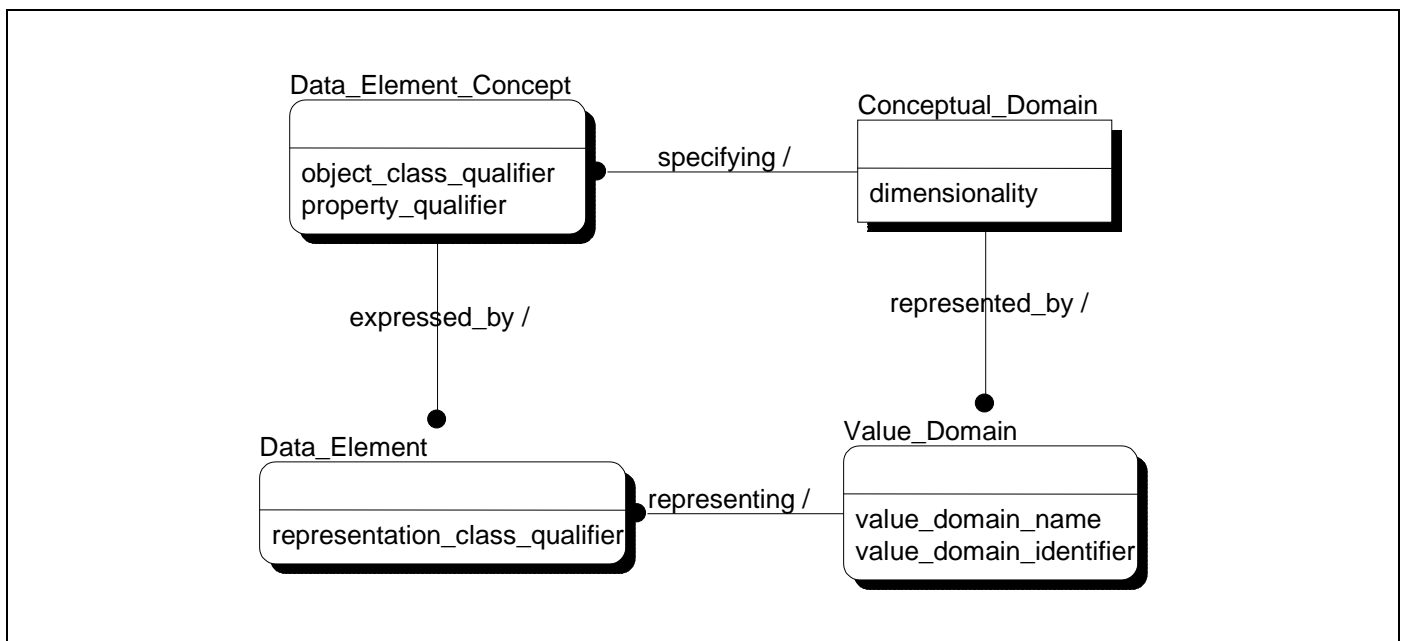 Data_Element_Concept
object_class_qualifier
property_qualifier
specifying /
Conceptual_Domain
dimensionality
expressed_by /
represented_by /
Data_Element
representation_class_qualifier
representing /
Value_Domain
value_domain_name
value_domain_identifier